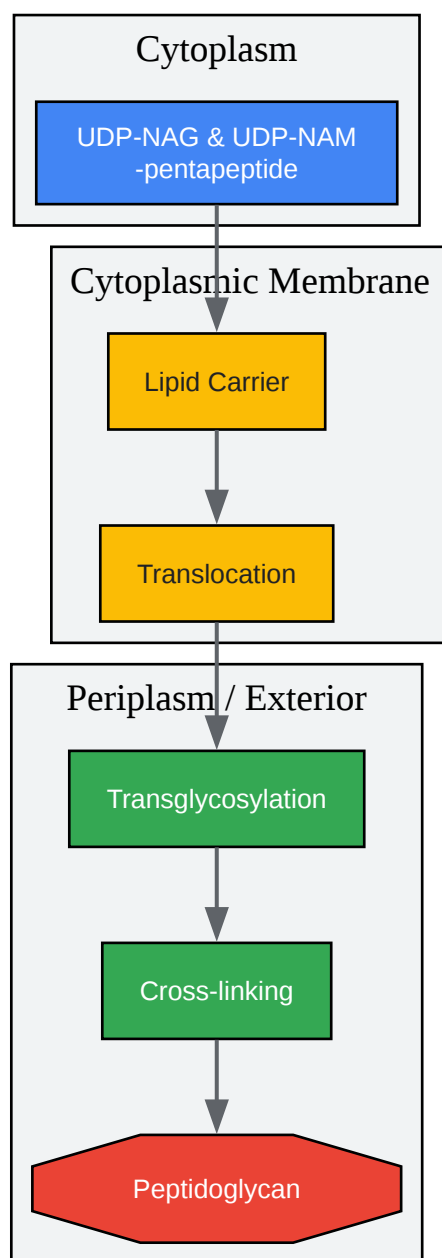 Cytoplasm
UDP-NAG & UDP-NAM
-pentapeptide
Cytoplasmic Membrane
Lipid Carrier
Translocation
Periplasm / Exterior
Transglycosylation
Cross-linking
Peptidoglycan